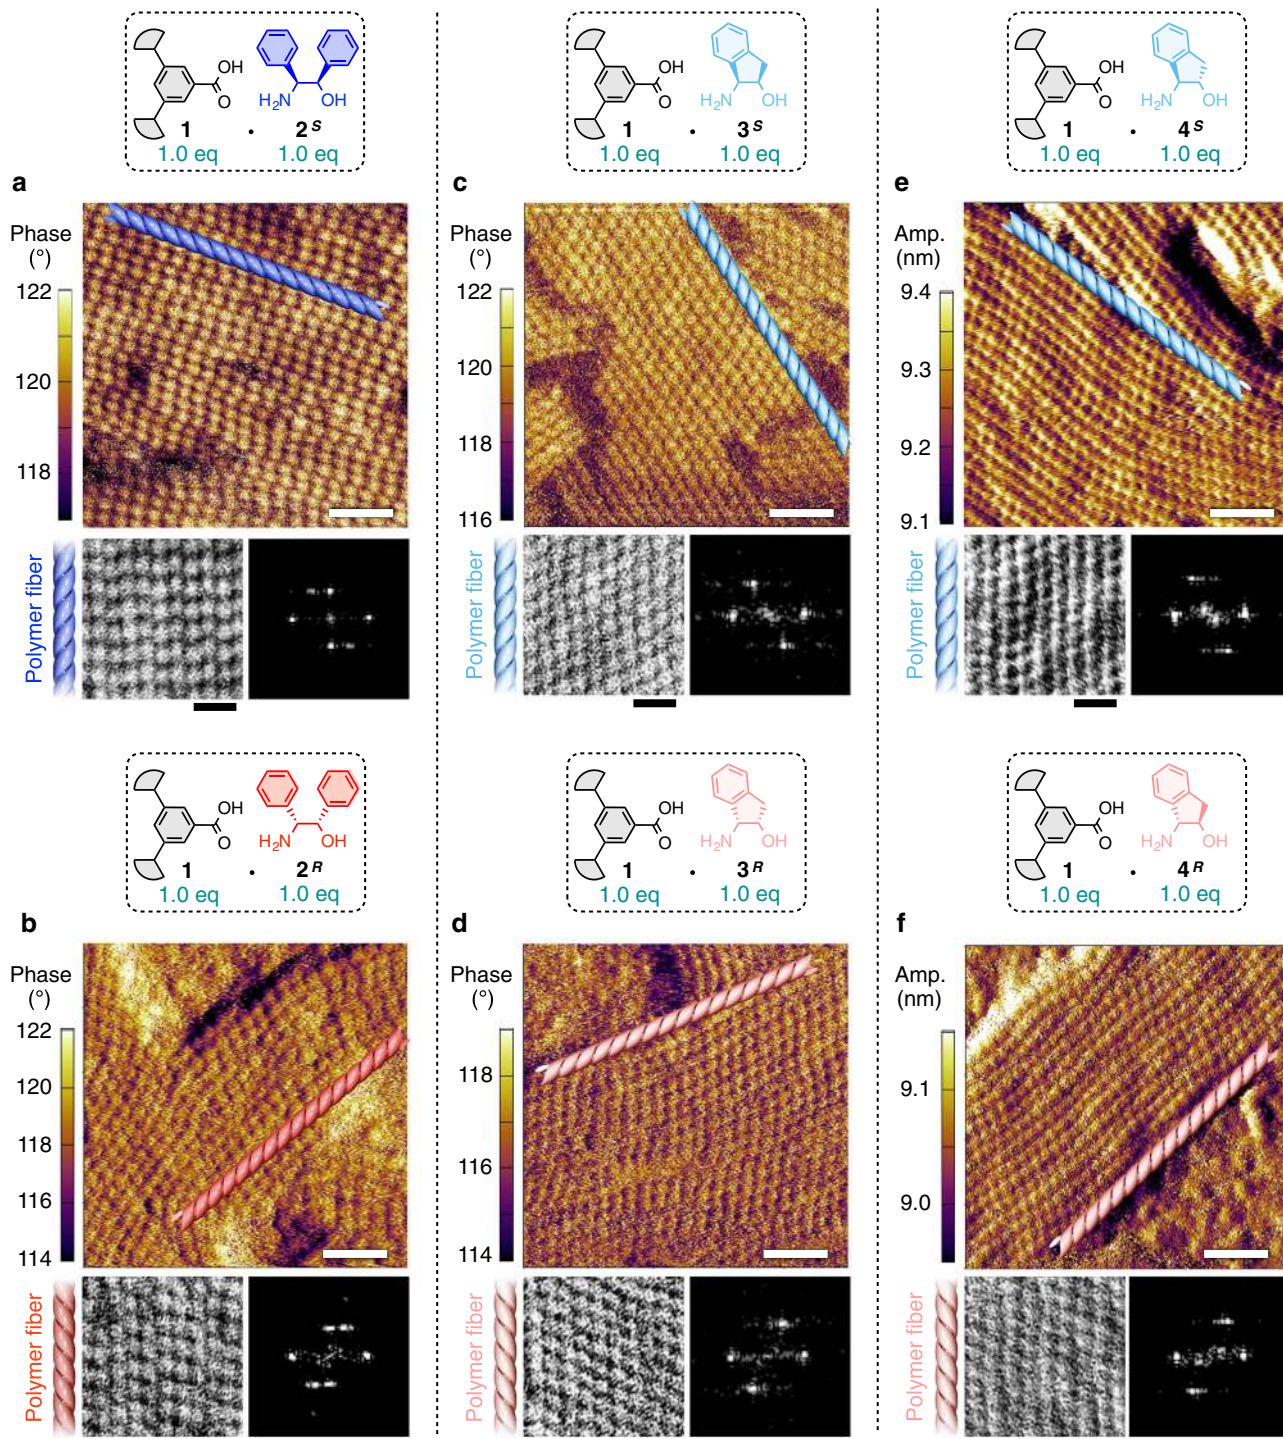 OH
O
H₂N
OH
1 · 2ˢ
1.0 eq 1.0 eq
a
Phase
(°)
122
120
118
Polymer fiber
OH
O
H₂N
OH
1 · 3ˢ
1.0 eq 1.0 eq
c
Phase
(°)
122
120
118
116
Polymer fiber
OH
O
H₂N
OH
1 · 4ˢ
1.0 eq 1.0 eq
e
Amp.
(nm)
9.4
9.3
9.2
9.1
Polymer fiber
OH
O
H₂N
OH
1 · 2ᴿ
1.0 eq 1.0 eq
b
Phase
(°)
122
120
118
116
114
Polymer fiber
OH
O
H₂N
OH
1 · 3ᴿ
1.0 eq 1.0 eq
d
Phase
(°)
118
116
114
Polymer fiber
OH
O
H₂N
OH
1 · 4ᴿ
1.0 eq 1.0 eq
f
Amp.
(nm)
9.1
9.0
Polymer fiber